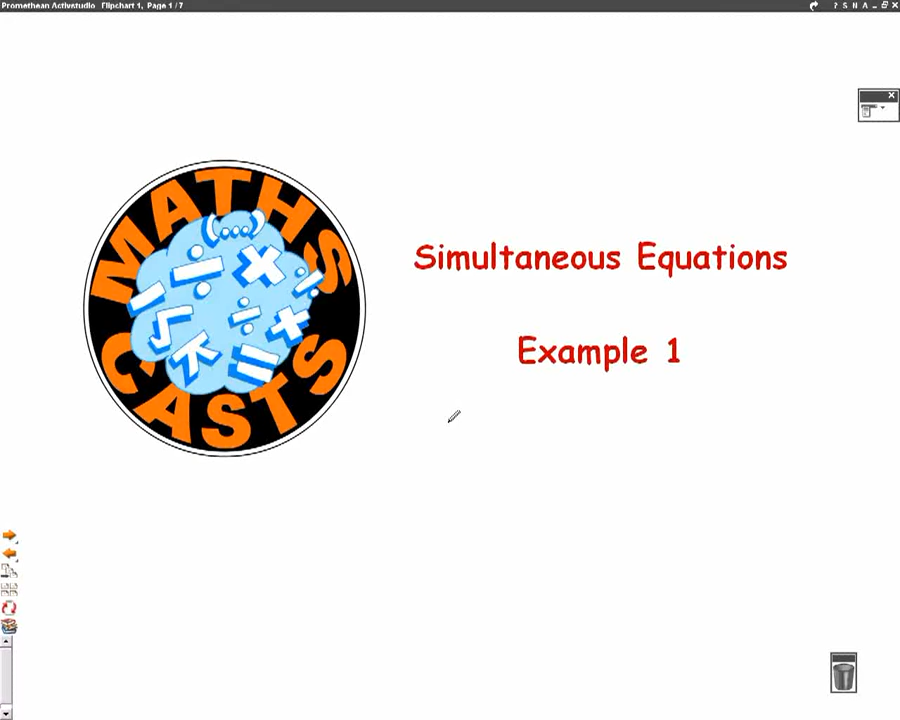 Promethean Activstudio Flipchart 1, Page 1 / 7
? S N A
MATHS
(...)
CASTS
Simultaneous Equations
Example 1